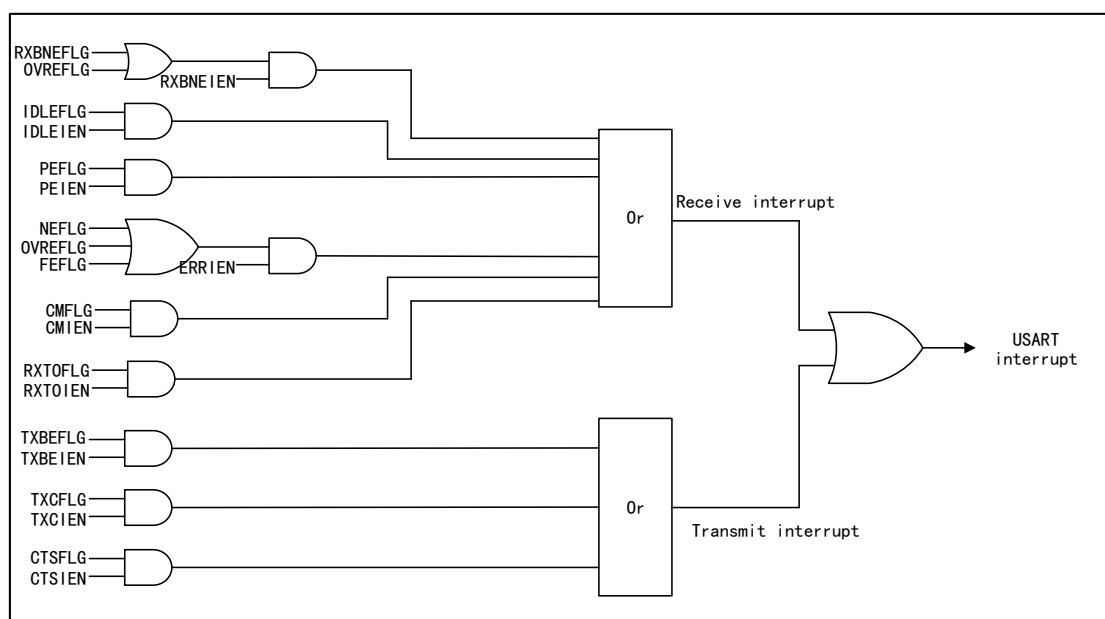 RXBNEFLG
OVREFLG
RXBNEIEN
IDLEFLG
IDLEIEN
PEFLG
PEIEN
NEFLG
OVREFLG
FEFLG
ERRIEN
CMFLG
CMIEN
RXTOFLG
RXTOIEN
Or
Receive interrupt
USART
interrupt
TXBEFLG
TXBEIEN
TXCFLG
TXCIEN
CTSFLG
CTSIEN
Or
Transmit interrupt